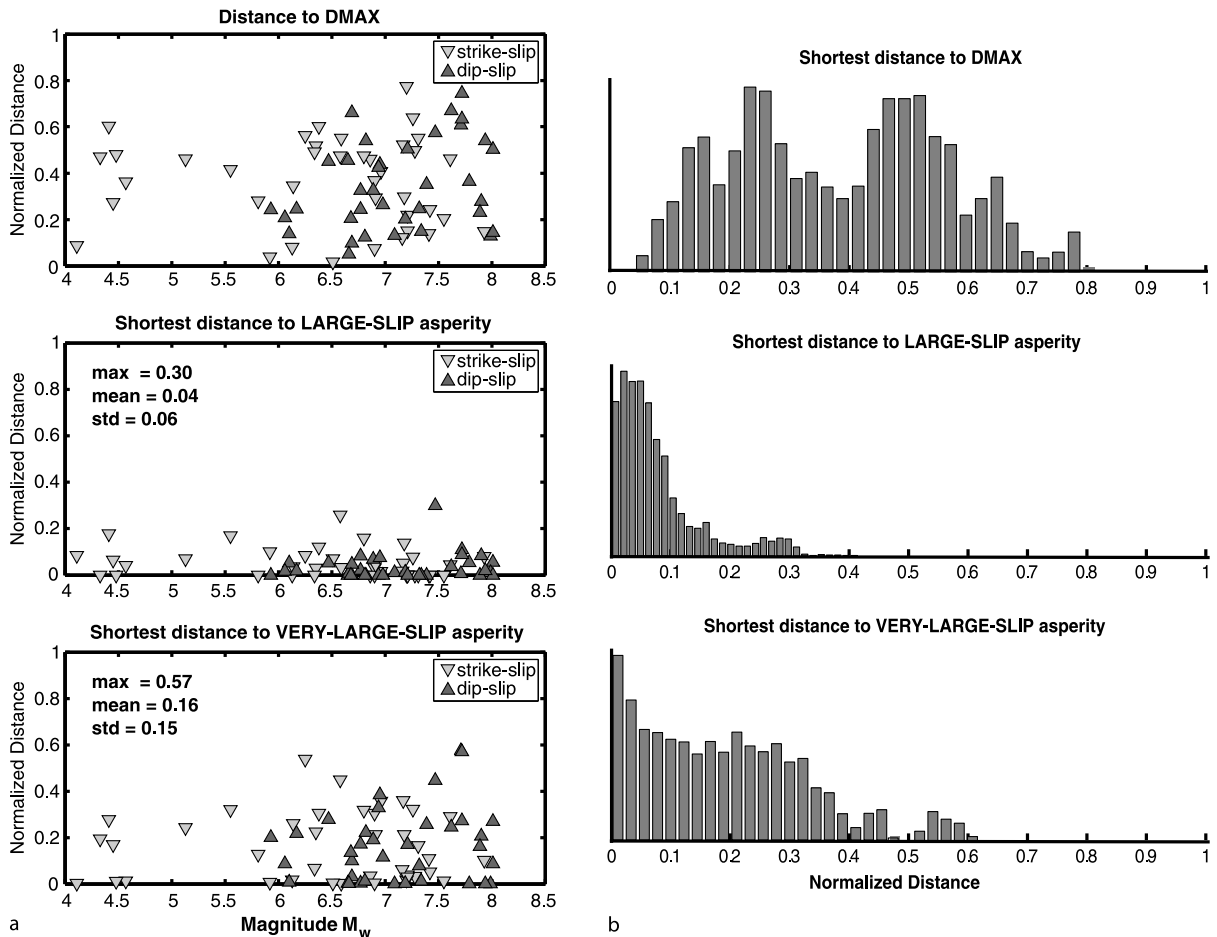 Distance to DMAX
Normalized Distance
1
0.8
0.6
0.4
0.2
0
4 4.5 5 5.5 6 6.5 7 7.5 8 8.5
strike-slip
dip-slip
Shortest distance to LARGE-SLIP asperity
Normalized Distance
1
0.8
0.6
0.4
0.2
0
max = 0.30
mean = 0.04
std = 0.06
strike-slip
dip-slip
4 4.5 5 5.5 6 6.5 7 7.5 8 8.5
Shortest distance to VERY-LARGE-SLIP asperity
Normalized Distance
1
0.8
0.6
0.4
0.2
0
max = 0.57
mean = 0.16
std = 0.15
strike-slip
dip-slip
4 4.5 5 5.5 6 6.5 7 7.5 8 8.5
Magnitude Mw
a
Shortest distance to DMAX
0 0.1 0.2 0.3 0.4 0.5 0.6 0.7 0.8 0.9 1
Shortest distance to LARGE-SLIP asperity
0 0.1 0.2 0.3 0.4 0.5 0.6 0.7 0.8 0.9 1
Shortest distance to VERY-LARGE-SLIP asperity
0 0.1 0.2 0.3 0.4 0.5 0.6 0.7 0.8 0.9 1
Normalized Distance
b